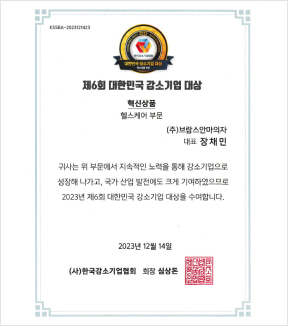 KSSBA-2023121423
대한민국 강소기업 대상
제6회 대한민국 강소기업 대상
혁신상품
헬스케어 부문
(주)브람스안마의자
대표 장채민
귀사는 위 부문에서 지속적인 노력을 통해 강소기업으로
성장해 나가고, 국가 산업 발전에도 크게 기여하였으므로
2023년 제6회 대한민국 강소기업 대상을 수여합니다.
2023년 12월 14일
(사)한국강소기업협회 회장 심상돈